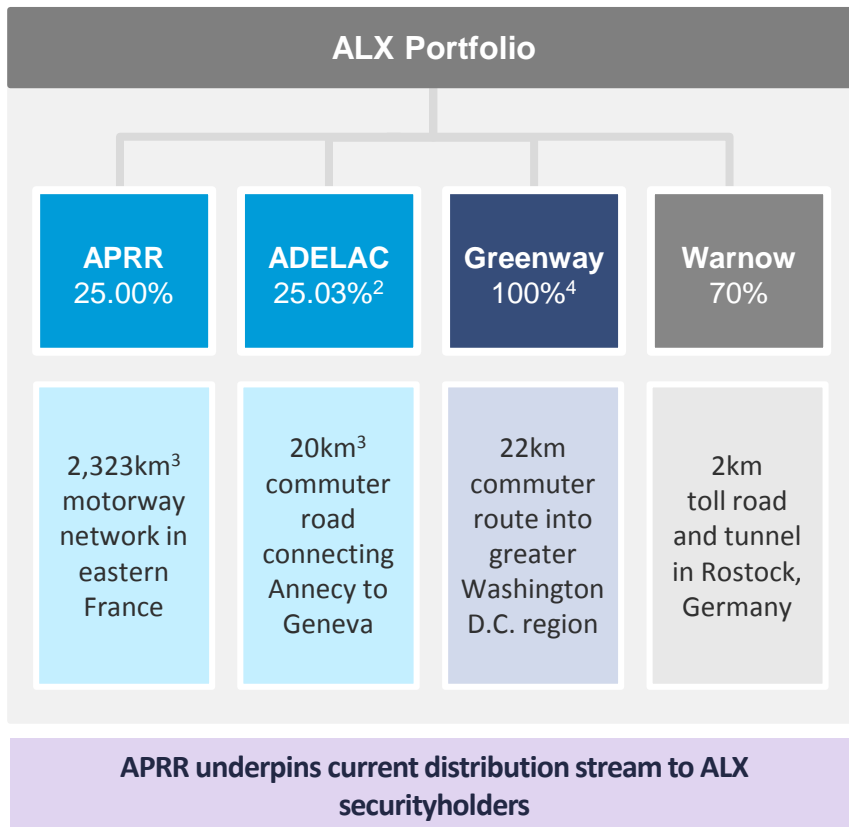 ALX Portfolio
APRR
25.00%
ADELAC
25.03%²
Greenway
100%⁴
Warnow
70%
2,323km³
motorway
network in
eastern
France
20km³
commuter
road
connecting
Annecy to
Geneva
22km
commuter
route into
greater
Washington
D.C. region
2km
toll road
and tunnel
in Rostock,
Germany
APRR underpins current distribution stream to ALX
securityholders